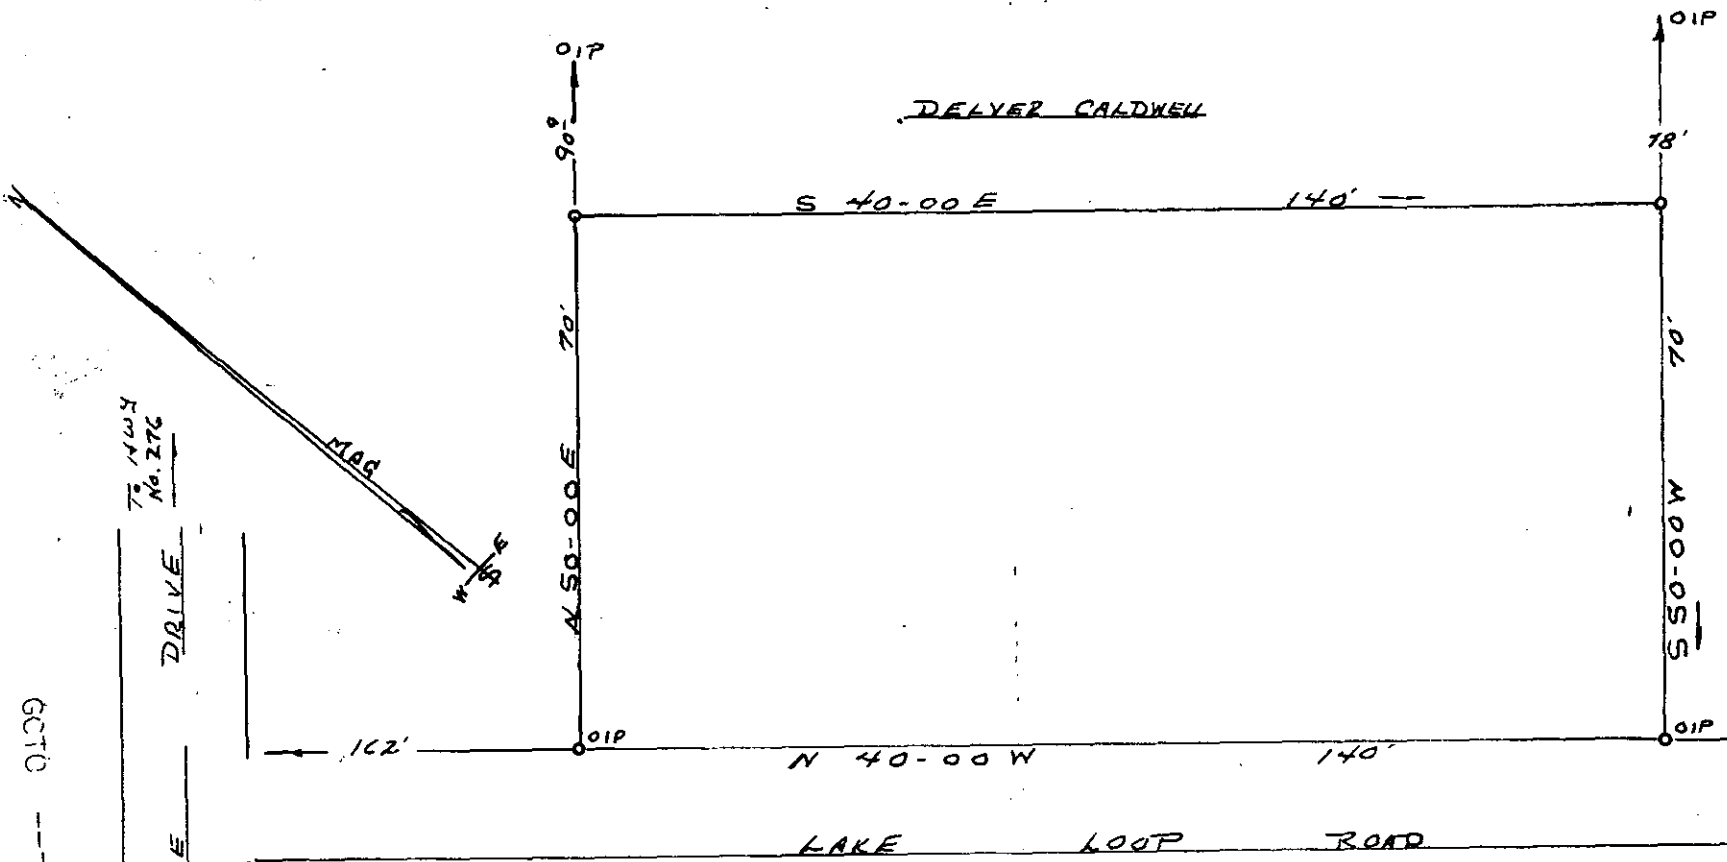 OIP
OIP
DELVER CALDWELL
90'
78'
S 40-00 E 140'
N
70'
70'
TO HWY
No. 276
MAG
E
W
N 50-00 E
S 50-00 W
DRIVE
GCTO
162'
OIP
OIP
N 40-00 W 140'
E
LAKE LOOP ROAD